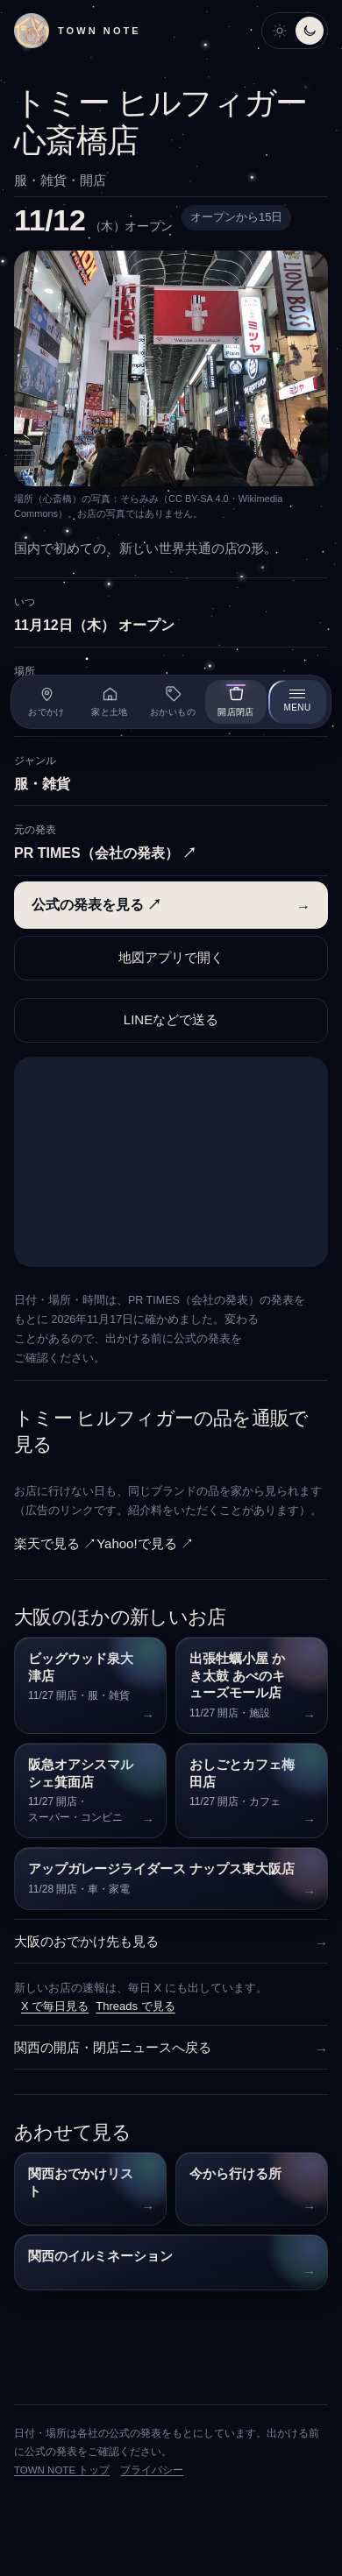 TOWN NOTE
トミー ヒルフィガー
心斎橋店
服・雑貨・開店
11/12 （木）オープン オープンから15日
LION BOSS
ミツヤ
場所（心斎橋）の写真：そらみみ（CC BY-SA 4.0・Wikimedia
Commons）。お店の写真ではありません。
国内で初めての、新しい世界共通の店の形。
いつ
11月12日（木） オープン
場所
おでかけ 家と土地 おかいもの 開店閉店 MENU
ジャンル
服・雑貨
元の発表
PR TIMES（会社の発表） ↗
公式の発表を見る ↗ →
地図アプリで開く
LINEなどで送る
日付・場所・時間は、PR TIMES（会社の発表）の発表を
もとに 2026年11月17日に確かめました。変わる
ことがあるので、出かける前に公式の発表を
ご確認ください。
トミー ヒルフィガーの品を通販で
見る
お店に行けない日も、同じブランドの品を家から見られます
（広告のリンクです。紹介料をいただくことがあります）。
楽天で見る ↗Yahoo!で見る ↗
大阪のほかの新しいお店
ビッグウッド泉大
津店
11/27 開店・服・雑貨
→
出張牡蠣小屋 か
き太鼓 あべのキ
ューズモール店
11/27 開店・施設
→
阪急オアシスマル
シェ箕面店
11/27 開店・
スーパー・コンビニ
→
おしごとカフェ梅
田店
11/27 開店・カフェ
→
アップガレージライダース ナップス東大阪店
11/28 開店・車・家電
→
大阪のおでかけ先も見る →
新しいお店の速報は、毎日 X にも出しています。
X で毎日見る Threads で見る
関西の開店・閉店ニュースへ戻る →
あわせて見る
関西おでかけリス
ト
→
今から行ける所
→
関西のイルミネーション
→
日付・場所は各社の公式の発表をもとにしています。出かける前
に公式の発表をご確認ください。
TOWN NOTE トップ プライバシー